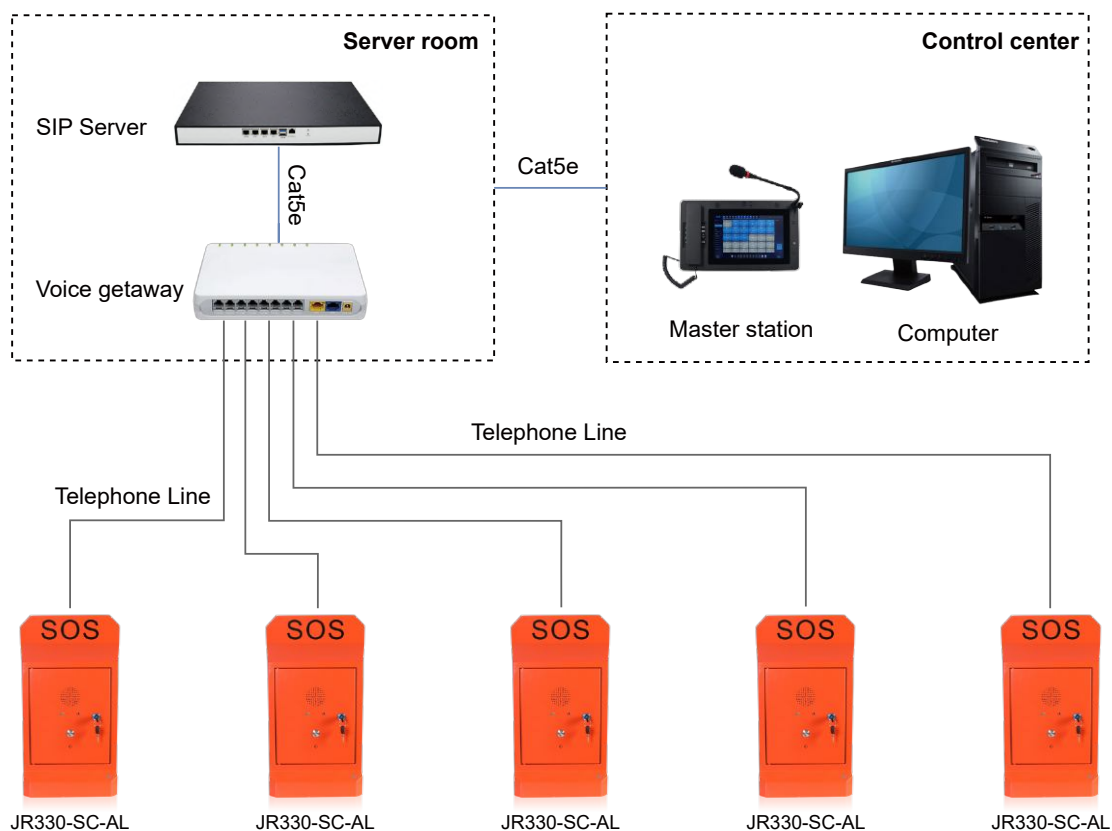 Server room
Control center
SIP Server
Cat5e
Cat5e
Voice getaway
Master station
Computer
Telephone Line
Telephone Line
SOS
SOS
SOS
SOS
SOS
JR330-SC-AL
JR330-SC-AL
JR330-SC-AL
JR330-SC-AL
JR330-SC-AL